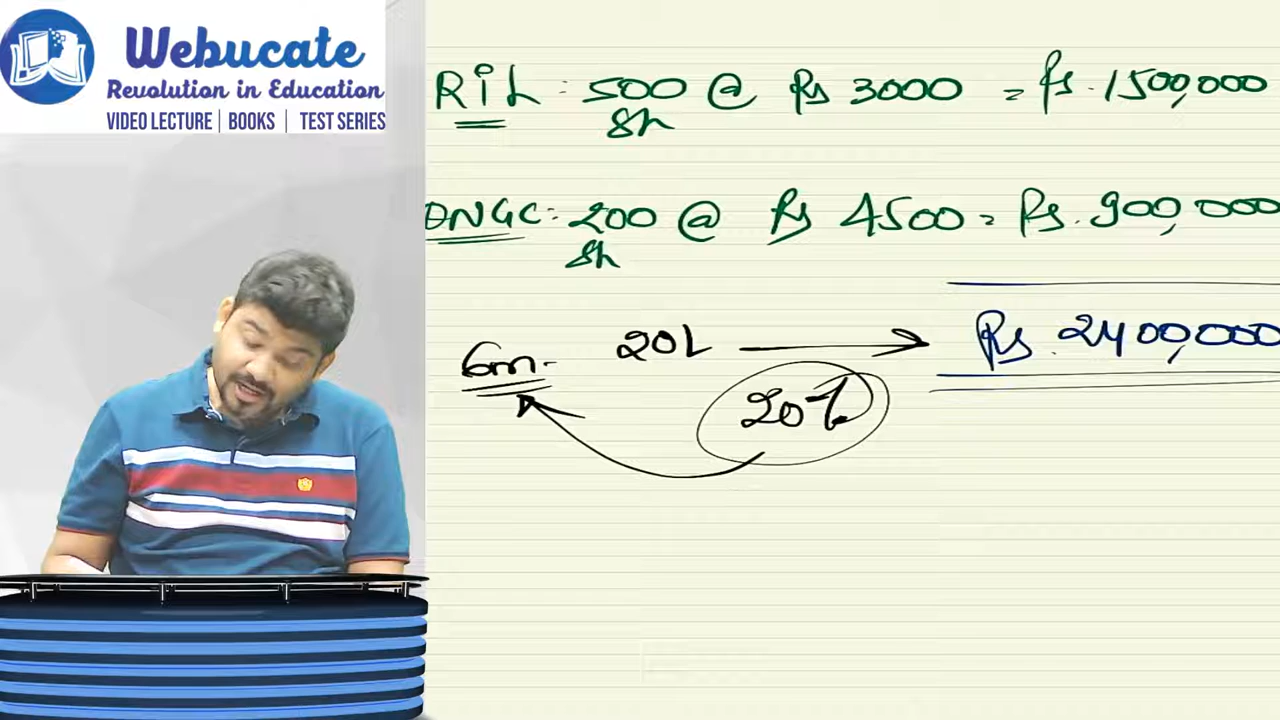 Webucate
Revolution in Education
VIDEO LECTURE | BOOKS | TEST SERIES
RiL : 500 @ Rs 3000 = Rs. 1500,000
Sh
ONGC : 200 @ Rs 4500 = Rs. 900,000
Sh
6m. 20L → Rs. 2400,000
20%